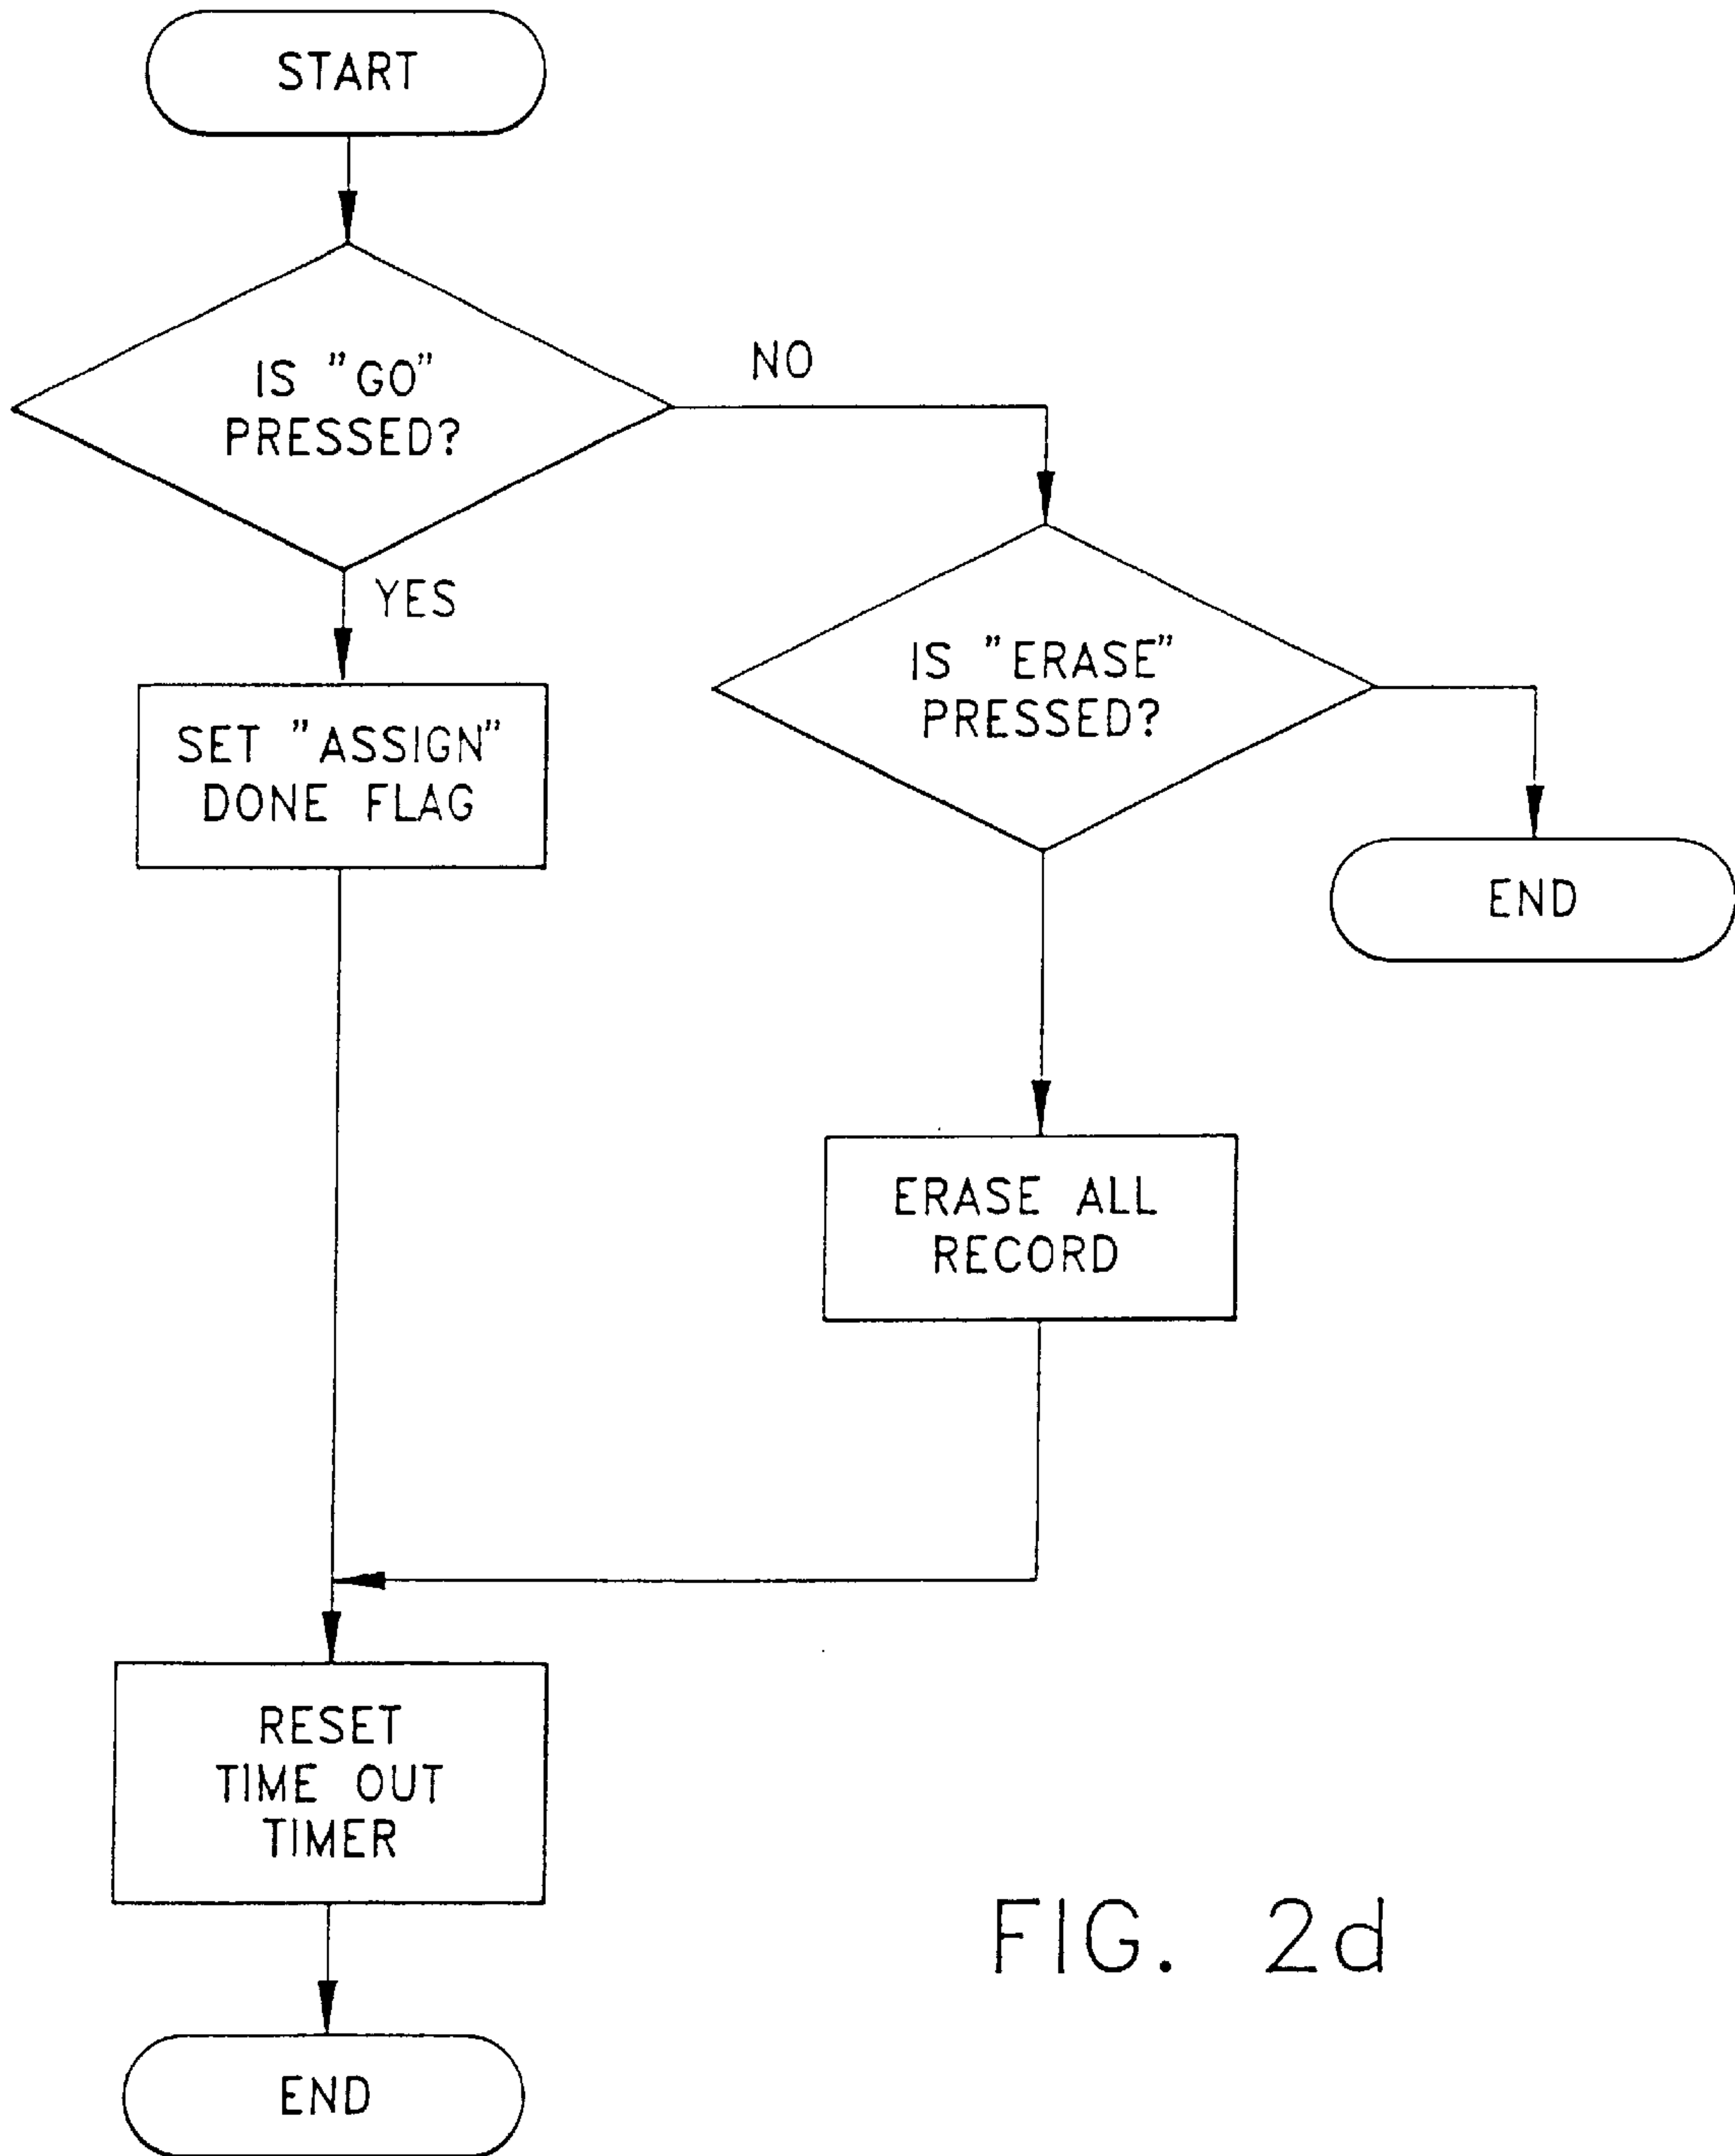 START
IS "GO"
PRESSED?
NO
YES
SET "ASSIGN"
DONE FLAG
IS "ERASE"
PRESSED?
END
ERASE ALL
RECORD
RESET
TIME OUT
TIMER
END
FIG. 2d